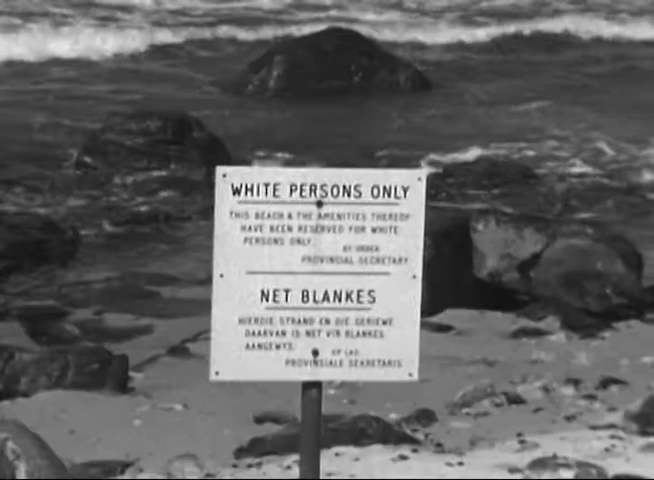 WHITE PERSONS ONLY
THIS BEACH & THE AMENITIES THEREOF
HAVE BEEN RESERVED FOR WHITE
PERSONS ONLY.
BY ORDER
PROVINCIAL SECRETARY
NET BLANKES
HIERDIE STRAND EN DIE GERIEWE
DAARVAN IS NET VIR BLANKES
AANGEWYS.
OP LAS
PROVINSIALE SEKRETARIS